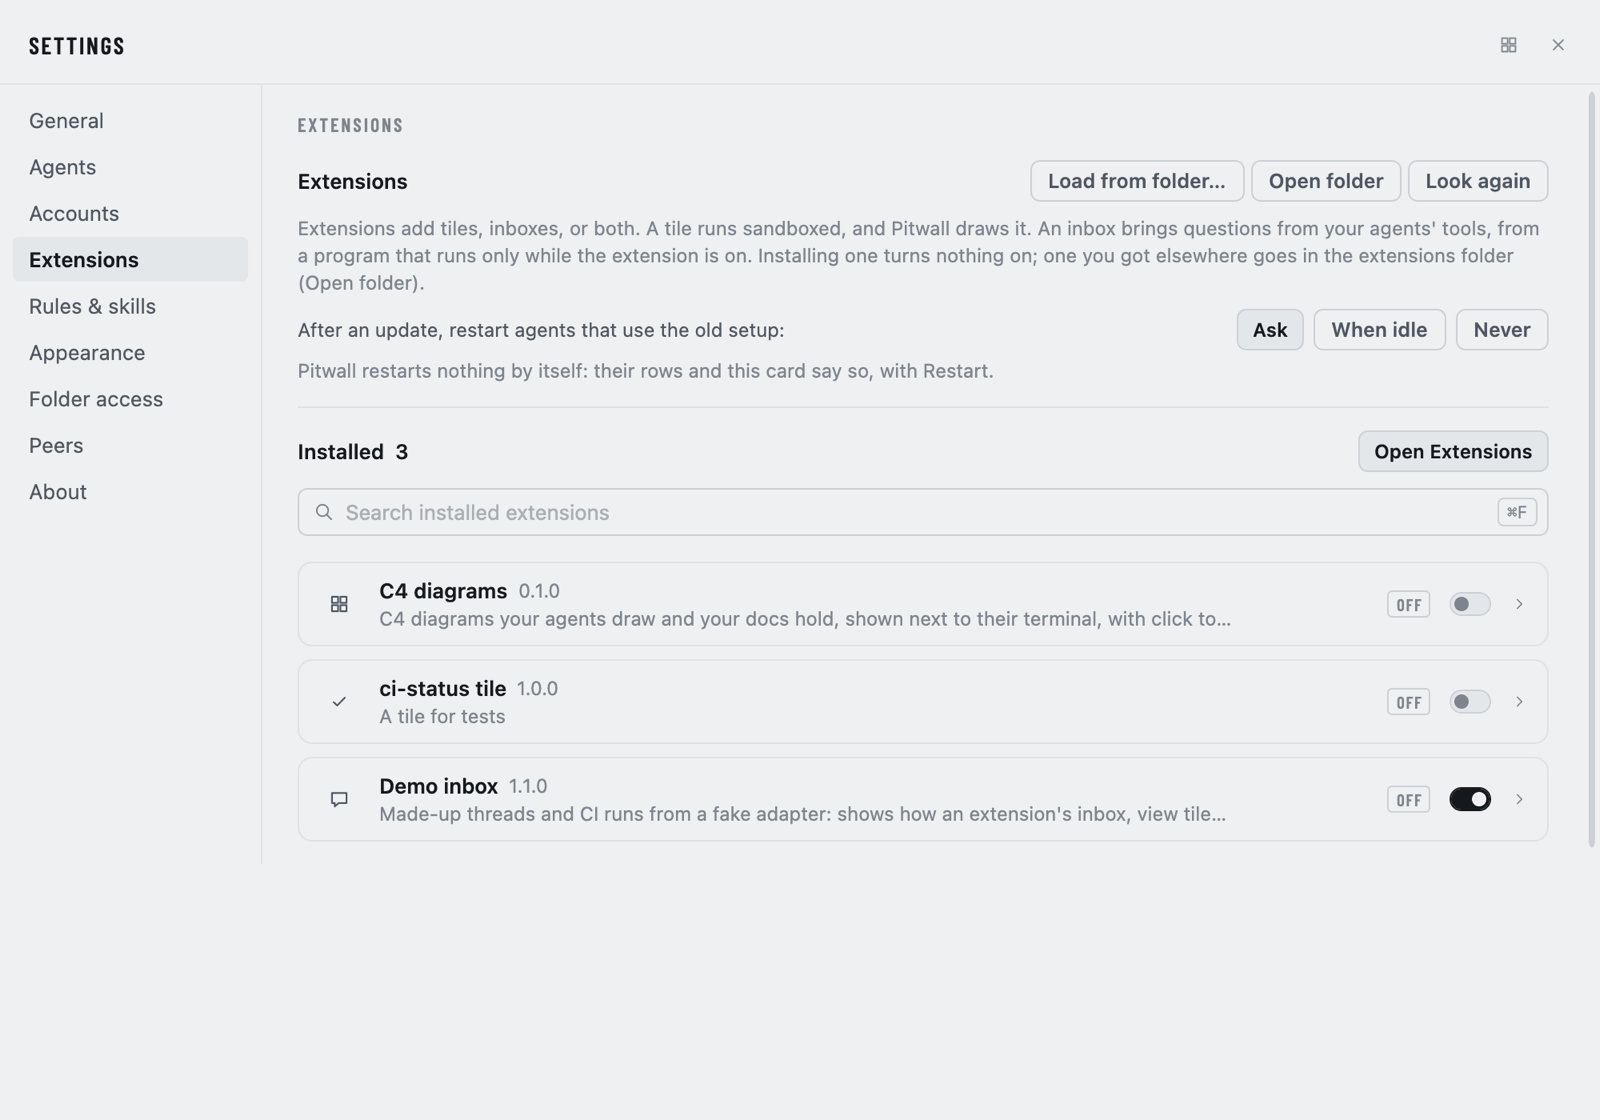 SETTINGS
General
Agents
Accounts
Extensions
Rules & skills
Appearance
Folder access
Peers
About
EXTENSIONS
Extensions
Load from folder...
Open folder
Look again
Extensions add tiles, inboxes, or both. A tile runs sandboxed, and Pitwall draws it. An inbox brings questions from your agents' tools, from
a program that runs only while the extension is on. Installing one turns nothing on; one you got elsewhere goes in the extensions folder
(Open folder).
After an update, restart agents that use the old setup:
Ask
When idle
Never
Pitwall restarts nothing by itself: their rows and this card say so, with Restart.
Installed 3
Open Extensions
Search installed extensions
⌘F
C4 diagrams 0.1.0
C4 diagrams your agents draw and your docs hold, shown next to their terminal, with click to...
OFF
ci-status tile 1.0.0
A tile for tests
OFF
Demo inbox 1.1.0
Made-up threads and CI runs from a fake adapter: shows how an extension's inbox, view tile...
OFF